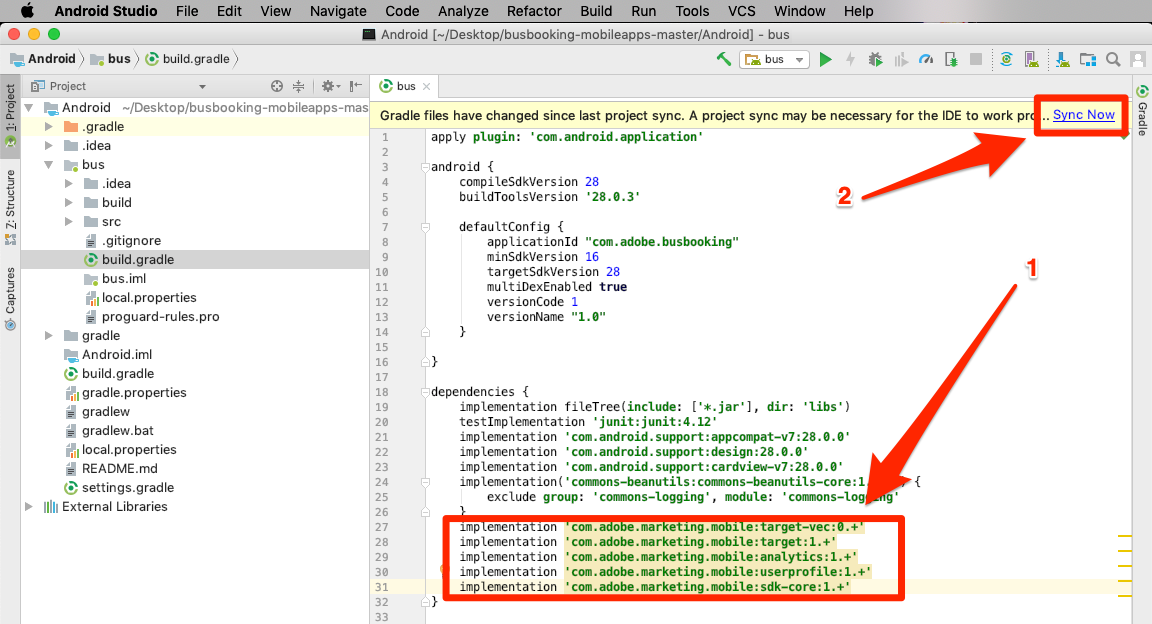 Android Studio File Edit View Navigate Code Analyze Refactor Build Run Tools VCS Window Help
Android [~/Desktop/busbooking-mobileapps-master/Android] - bus
Android bus build.gradle
bus
Project
bus
1: Project
Z: Structure
Captures
Gradle
Android ~/Desktop/busbooking-mobileapps-mas
.gradle
.idea
bus
.idea
build
src
.gitignore
build.gradle
bus.iml
local.properties
proguard-rules.pro
gradle
Android.iml
build.gradle
gradle.properties
gradlew
gradlew.bat
local.properties
README.md
settings.gradle
External Libraries
Gradle files have changed since last project sync. A project sync may be necessary for the IDE to work pro... Sync Now
2
1
1 apply plugin: 'com.android.application'
2
3 android {
4 compileSdkVersion 28
5 buildToolsVersion '28.0.3'
6
7 defaultConfig {
8 applicationId "com.adobe.busbooking"
9 minSdkVersion 16
10 targetSdkVersion 28
11 multiDexEnabled true
12 versionCode 1
13 versionName "1.0"
14 }
15
16 }
17
18 dependencies {
19 implementation fileTree(include: ['*.jar'], dir: 'libs')
20 testImplementation 'junit:junit:4.12'
21 implementation 'com.android.support:appcompat-v7:28.0.0'
22 implementation 'com.android.support:design:28.0.0'
23 implementation 'com.android.support:cardview-v7:28.0.0'
24 implementation('commons-beanutils:commons-beanutils-core:1. ) {
25 exclude group: 'commons-logging', module: 'commons-logging'
26 }
27 implementation 'com.adobe.marketing.mobile:target-vec:0.+'
28 implementation 'com.adobe.marketing.mobile:target:1.+'
29 implementation 'com.adobe.marketing.mobile:analytics:1.+'
30 implementation 'com.adobe.marketing.mobile:userprofile:1.+'
31 implementation 'com.adobe.marketing.mobile:sdk-core:1.+'
32 }
33